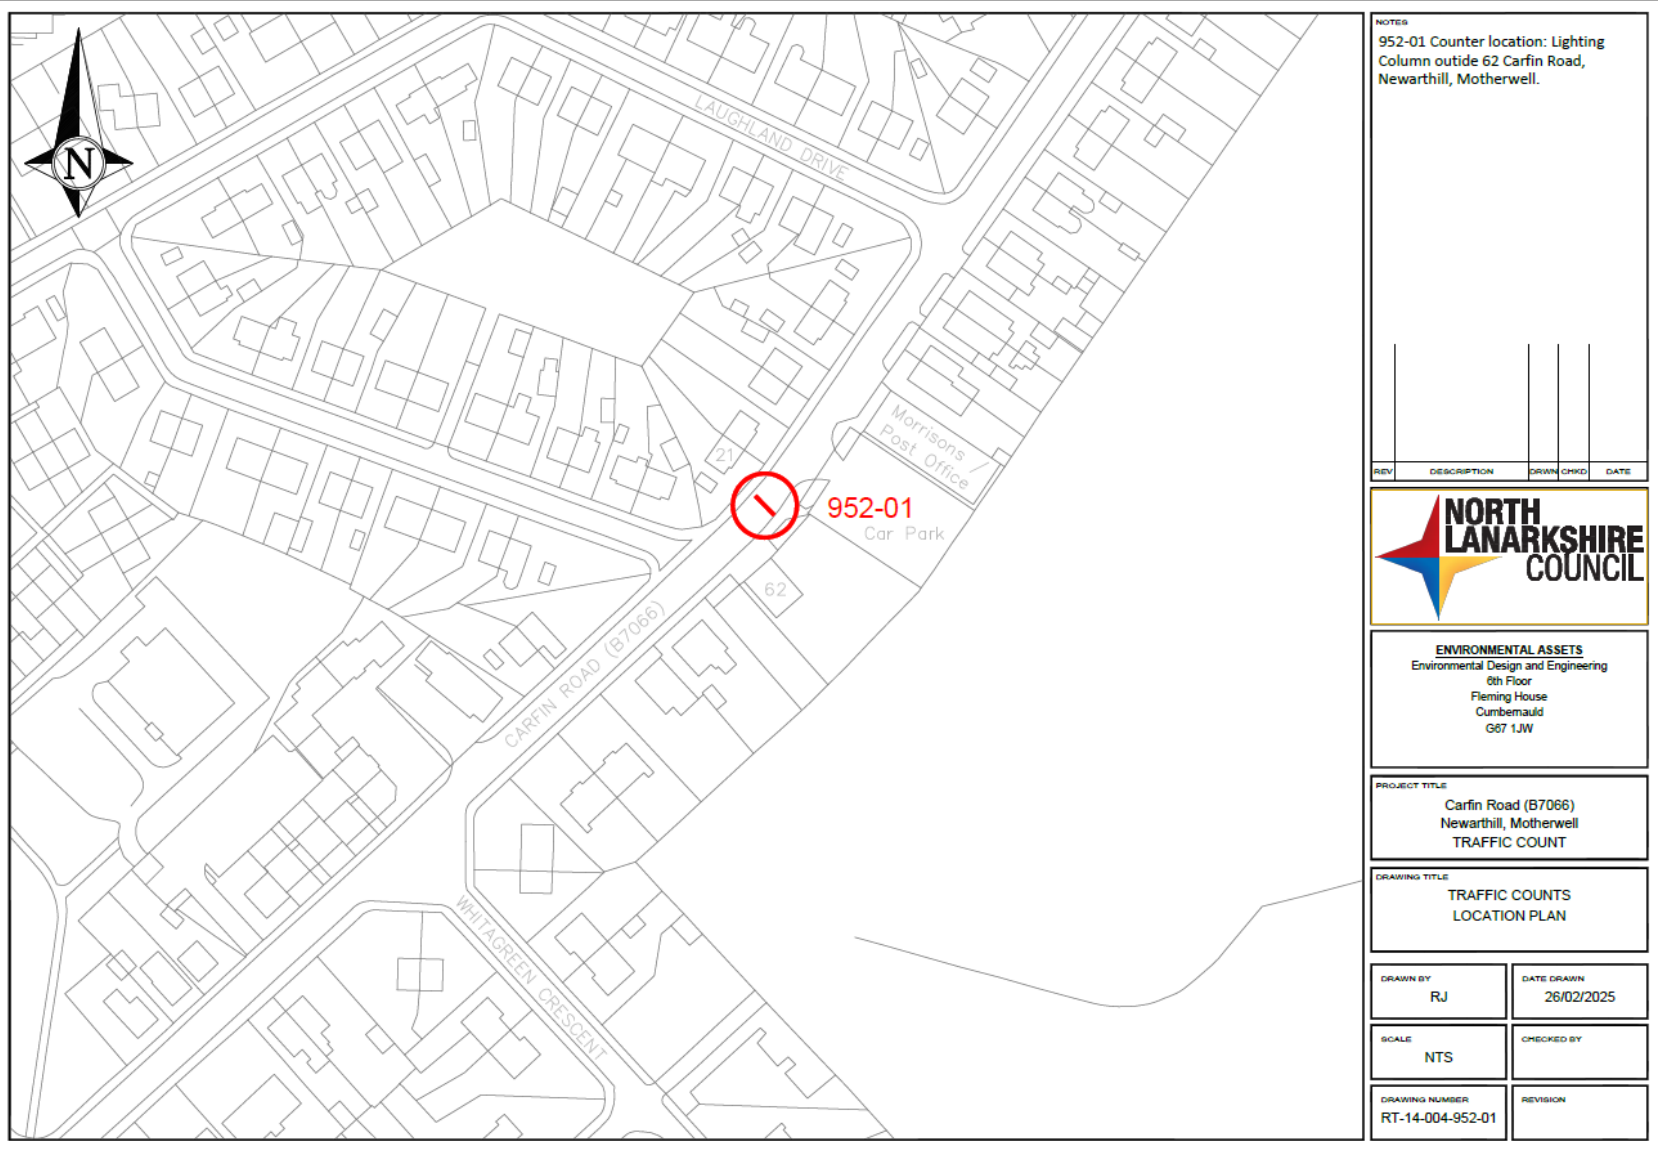 N
LAUGHLAND DRIVE
21
Morrisons /
Post Office
952-01
Car Park
62
CARFIN ROAD (B7066)
WHITAGREEN CRESCENT
NOTES
952-01 Counter location: Lighting
Column outide 62 Carfin Road,
Newarthill, Motherwell.
REV DESCRIPTION DRWN CHKD DATE
NORTH
LANARKSHIRE
COUNCIL
ENVIRONMENTAL ASSETS
Environmental Design and Engineering
6th Floor
Fleming House
Cumbernauld
G67 1JW
PROJECT TITLE
Carfin Road (B7066)
Newarthill, Motherwell
TRAFFIC COUNT
DRAWING TITLE
TRAFFIC COUNTS
LOCATION PLAN
DRAWN BY
RJ
DATE DRAWN
26/02/2025
SCALE
NTS
CHECKED BY
DRAWING NUMBER
RT-14-004-952-01
REVISION